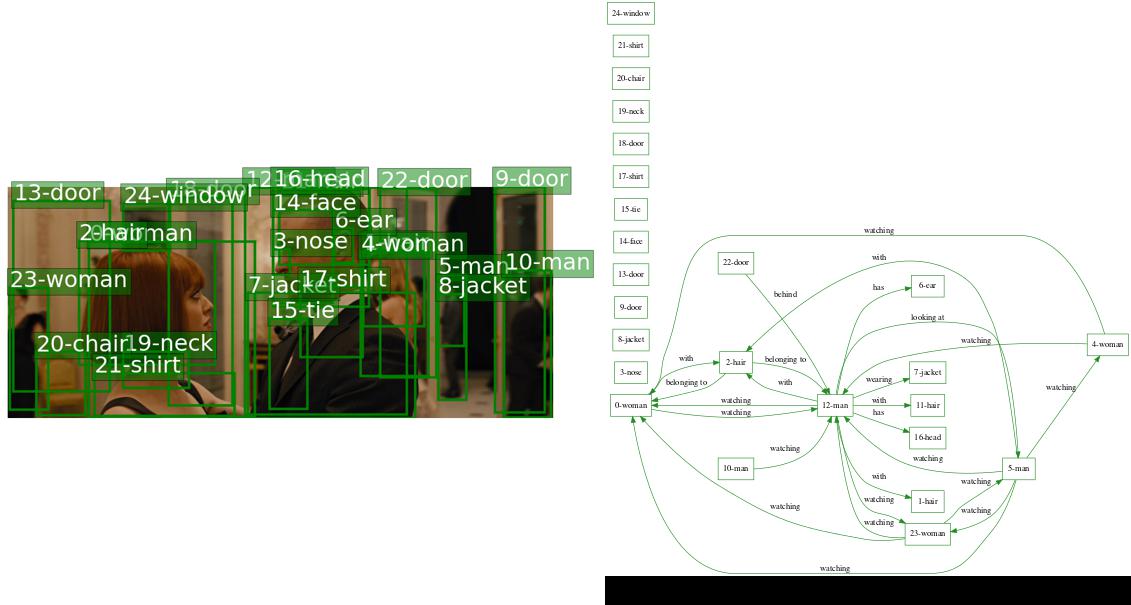 13-door
24-window
18-door
16-head
22-door
9-door
14-face
6-ear
2-hair
3-nose
4-woman
5-man
10-man
23-woman
7-jacket
17-shirt
8-jacket
15-tie
20-chair
19-neck
21-shirt
24-window
21-shirt
20-chair
19-neck
18-door
17-shirt
15-tie
14-face
13-door
9-door
8-jacket
3-nose
0-woman
22-door
2-hair
10-man
12-man
6-ear
7-jacket
11-hair
16-head
1-hair
23-woman
5-man
4-woman
watching
with
behind
has
looking at
watching
with
belonging to
belonging to
with
wearing
with
has
watching
watching
watching
watching
watching
with
watching
watching
watching
watching
watching
watching